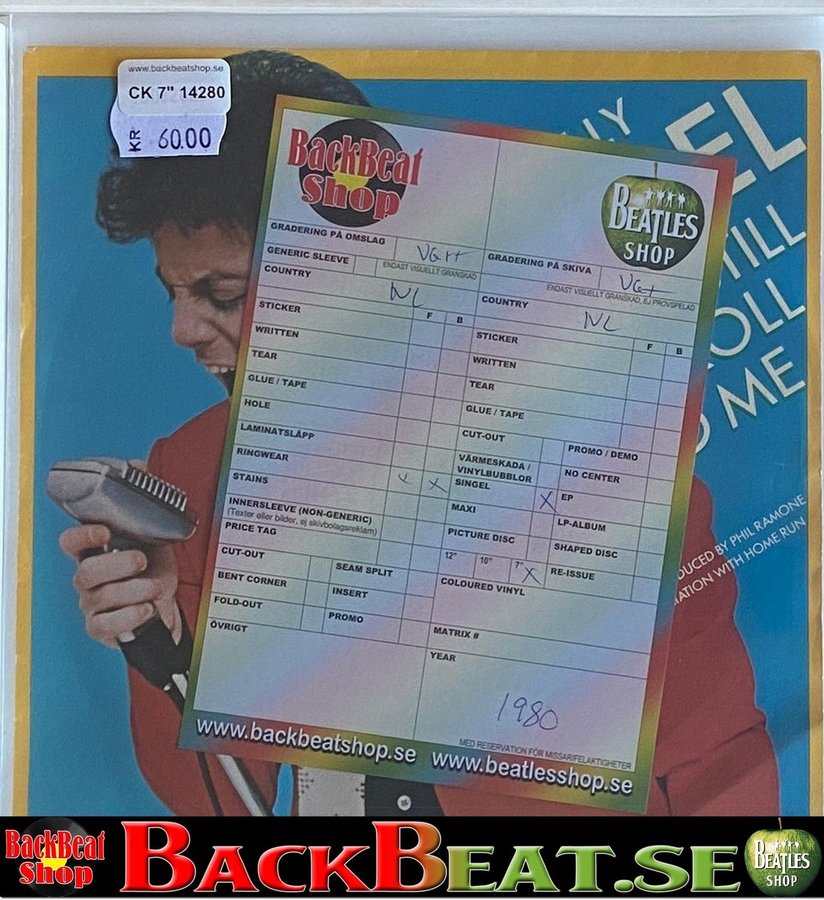 www.backbeatshop.se
CK 7" 14280
KR 60.00
EL
TILL
ROLL
O ME
DUCED BY PHIL RAMONE
ATION WITH HOME RUN
BackBeat
Shop
BEATLES
SHOP
GRADERING PÅ OMSLAG
VG++
ENDAST VISUELLT GRANSKAD
GENERIC SLEEVE
COUNTRY
NL
F B
STICKER
WRITTEN
TEAR
GLUE / TAPE
HOLE
LAMINATSLÄPP
RINGWEAR
STAINS
INNERSLEEVE (NON-GENERIC)
(Texter eller bilder, ej skivbolagsreklam)
PRICE TAG
CUT-OUT
SEAM SPLIT
BENT CORNER
INSERT
FOLD-OUT
PROMO
ÖVRIGT
GRADERING PÅ SKIVA
VG+
ENDAST VISUELLT GRANSKAD, EJ PROVSPELAD
COUNTRY
NL
F B
STICKER
WRITTEN
TEAR
GLUE / TAPE
CUT-OUT
PROMO / DEMO
VÄRMESKADA /
VINYLBUBBLOR
NO CENTER
SINGEL X
EP
MAXI
LP-ALBUM
PICTURE DISC
SHAPED DISC
12" 10" 7" X
RE-ISSUE
COLOURED VINYL
MATRIX #
YEAR
1980
MED RESERVATION FÖR MISSAR/FELAKTIGHETER
www.backbeatshop.se www.beatlesshop.se
BackBeat
Shop
BACKBEAT.SE
BEATLES
SHOP